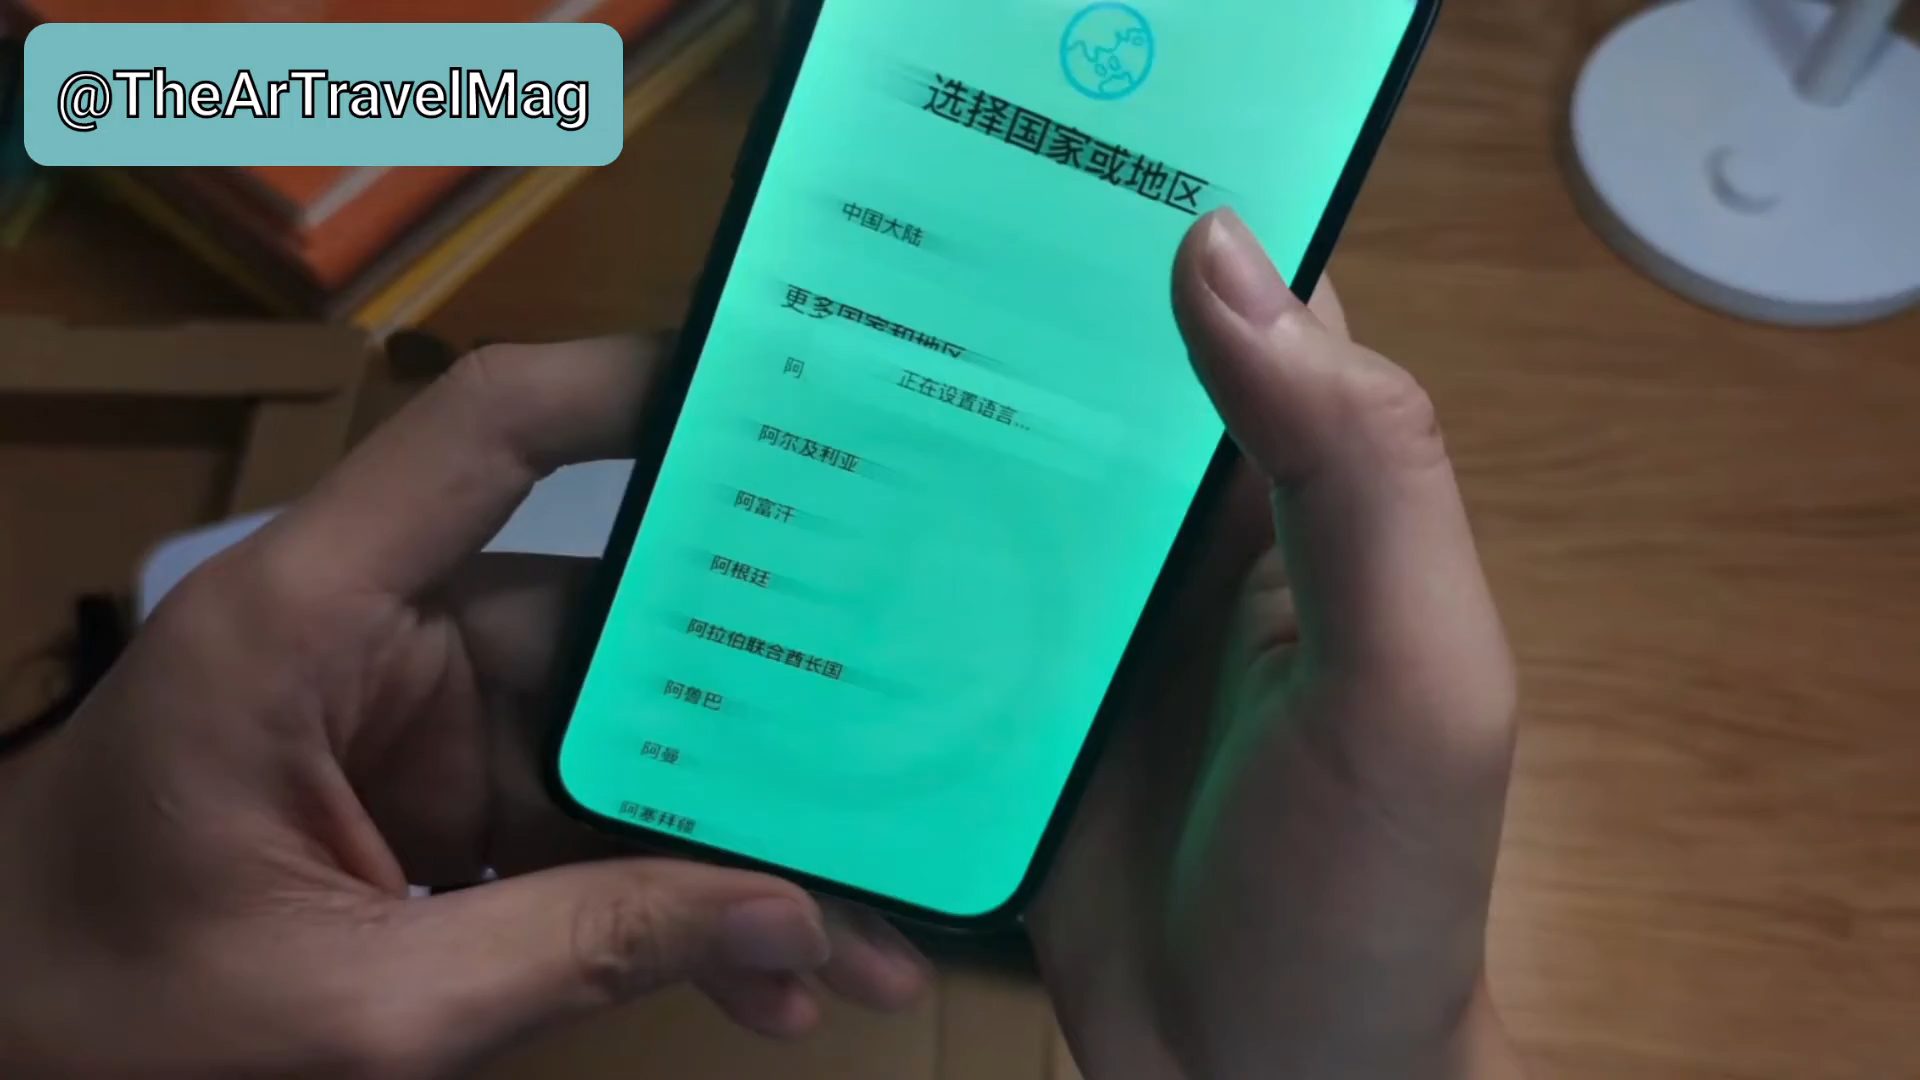 @TheArTravelMag
选择国家或地区
中国大陆
更多国家和地区
阿
正在设置语言...
阿尔及利亚
阿富汗
阿根廷
阿拉伯联合酋长国
阿鲁巴
阿曼
阿塞拜疆